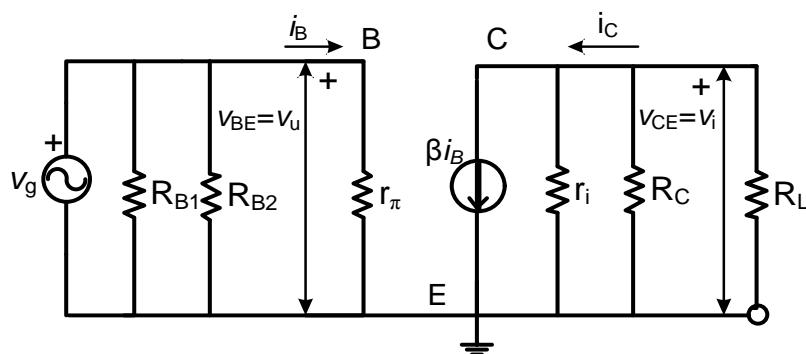 i_B B C i_C
+ +
v_BE=v_u v_CE=v_i
+
v_g R_B1 R_B2 r_π βi_B r_i R_C R_L
E